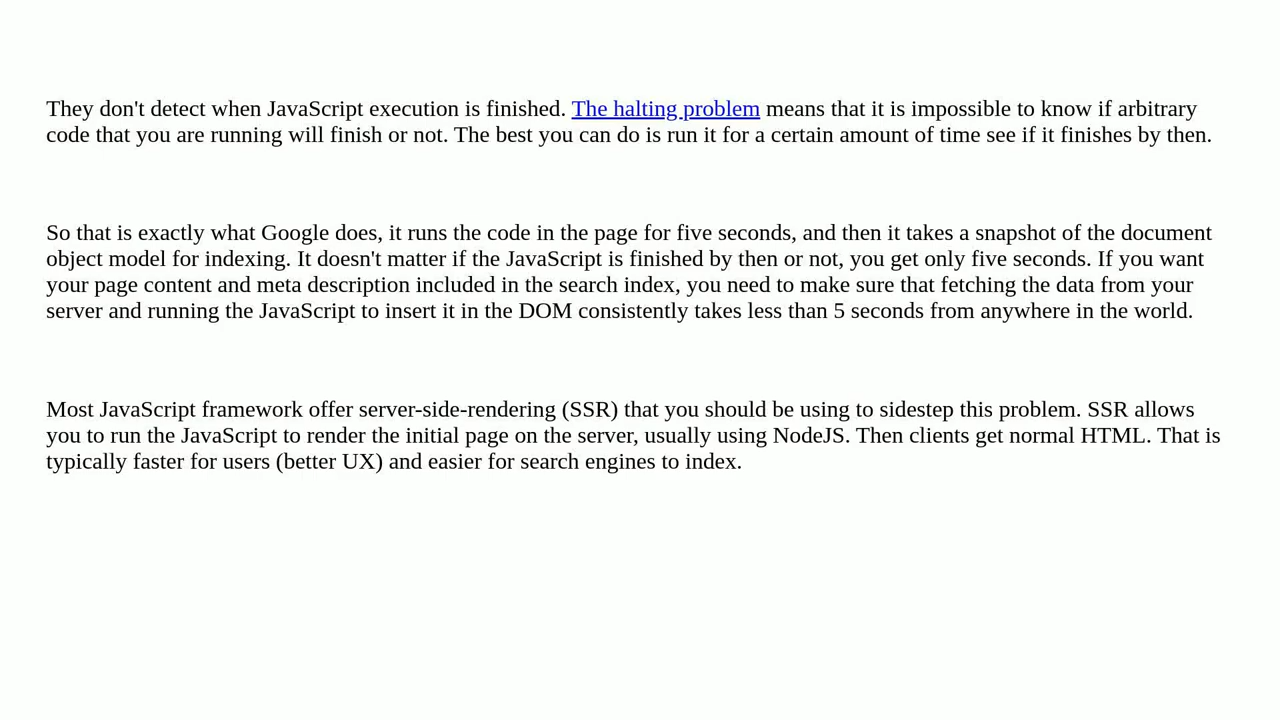 They don't detect when JavaScript execution is finished. The halting problem means that it is impossible to know if arbitrary
code that you are running will finish or not. The best you can do is run it for a certain amount of time see if it finishes by then.
So that is exactly what Google does, it runs the code in the page for five seconds, and then it takes a snapshot of the document
object model for indexing. It doesn't matter if the JavaScript is finished by then or not, you get only five seconds. If you want
your page content and meta description included in the search index, you need to make sure that fetching the data from your
server and running the JavaScript to insert it in the DOM consistently takes less than 5 seconds from anywhere in the world.
Most JavaScript framework offer server-side-rendering (SSR) that you should be using to sidestep this problem. SSR allows
you to run the JavaScript to render the initial page on the server, usually using NodeJS. Then clients get normal HTML. That is
typically faster for users (better UX) and easier for search engines to index.